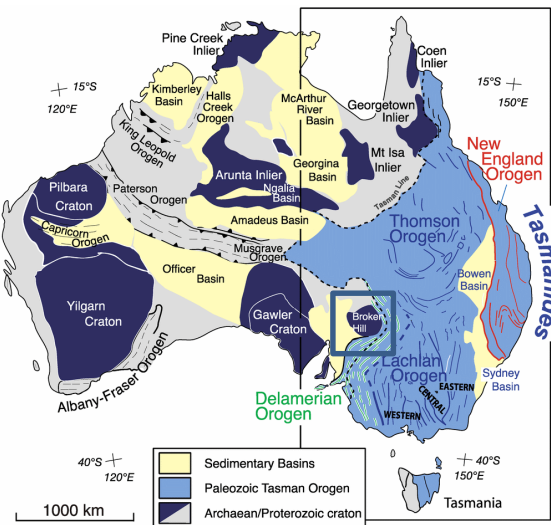 Pine Creek
Inlier
Coen
Inlier
15°S
120°E
15°S
150°E
Kimberley
Basin
Halls
Creek
Orogen
McArthur
River
Basin
Georgetown
Inlier
King Leopold
Orogen
New
England
Orogen
Mt Isa
Inlier
Georgina
Basin
Arunta Inlier
Ngalia
Basin
Tasman Line
Pilbara
Craton
Paterson
Orogen
Capricorn
Orogen
Amadeus Basin
Thomson
Orogen
Tasmanides
Musgrave
Orogen
Officer
Basin
Bowen
Basin
Yilgarn
Craton
Gawler
Craton
Broken
Hill
Albany-Fraser Orogen
Lachlan
Orogen
Sydney
Basin
EASTERN
CENTRAL
WESTERN
Delamerian
Orogen
40°S
120°E
40°S
150°E
Sedimentary Basins
Paleozoic Tasman Orogen
Archaean/Proterozoic craton
1000 km
Tasmania